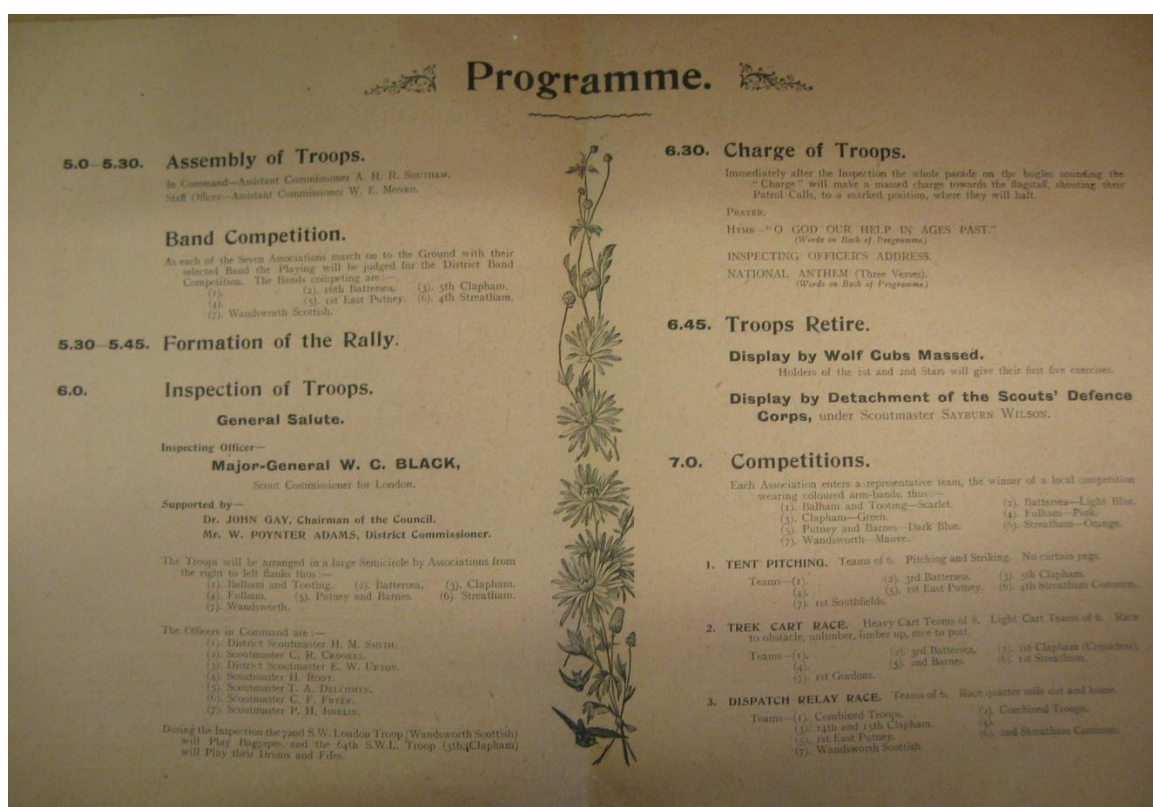 Programme.
5.0 5.30. Assembly of Troops.
In Command—Assistant Commissioner A. H. R. SOUTHAM.
Staff Officer—Assistant Commissioner W. E. MONRO.
Band Competition.
As each of the Seven Associations march on to the Ground with their
selected Band the Playing will be judged for the District Band
Competition. The Bands competing are :—
(1). (2). 16th Battersea. (3). 5th Clapham.
(4). (5). 1st East Putney. (6). 4th Streatham.
(7). Wandsworth Scottish.
5.30 5.45. Formation of the Rally.
6.0. Inspection of Troops.
General Salute.
Inspecting Officer—
Major-General W. C. BLACK,
Scout Commissioner for London.
Supported by—
Dr. JOHN GAY, Chairman of the Council.
Mr. W. POYNTER ADAMS, District Commissioner.
The Troops will be arranged in a large Semicircle by Associations from
the right to left flanks thus :—
(1). Balham and Tooting. (2). Battersea. (3). Clapham.
(4). Fulham. (5). Putney and Barnes. (6). Streatham.
(7). Wandsworth.
The Officers in Command are :—
(1). District Scoutmaster H. M. SMITH.
(2). Scoutmaster C. R. CROOKES.
(3). District Scoutmaster E. W. UPTON.
(4). Scoutmaster H. ROOT.
(5). Scoutmaster T. A.
(6). Scoutmaster C. F. FRYER.
(7). Scoutmaster P. H. JOSELIN.
During the Inspection the 72nd S.W. London Troop (Wandsworth Scottish)
will Play Bagpipes, and the 64th S.W.L. Troop (5th Clapham)
will Play their Drums and Fifes.
6.30. Charge of Troops.
Immediately after the Inspection the whole parade on the bugles sounding the
"Charge" will make a massed charge towards the flagstaff, shouting their
Patrol Calls, to a marked position, where they will halt.
PRAYER.
HYMN—"O GOD OUR HELP IN AGES PAST."
(Words on Back of Programme.)
INSPECTING OFFICER'S ADDRESS.
NATIONAL ANTHEM (Three Verses).
(Words on Back of Programme.)
6.45. Troops Retire.
Display by Wolf Cubs Massed.
Holders of the 1st and 2nd Stars will give their first five exercises.
Display by Detachment of the Scouts' Defence
Corps, under Scoutmaster SAYBURN WILSON.
7.0. Competitions.
Each Association enters a representative team, the winner of a local competition
wearing coloured arm-bands, thus :—
(1). Balham and Tooting—Scarlet. (2). Battersea—Light Blue.
(3). Clapham—Green. (4). Fulham—Pink.
(5). Putney and Barnes—Dark Blue. (6). Streatham—Orange.
(7). Wandsworth—Mauve.
1. TENT PITCHING. Teams of 6. Pitching and Striking. No curtain pegs.
Teams—(1). (2). 3rd Battersea. (3). 5th Clapham.
(4). (5). 1st East Putney. (6). 4th Streatham Common.
(7). 1st Southfields.
2. TREK CART RACE. Heavy Cart Teams of 8. Light Cart Teams of 6. Race
to obstacle, unlimber, limber up, race to post.
Teams—(1). (2). 3rd Battersea. (3). 1st Clapham (Crusaders).
(4). (5). 2nd Barnes. (6). 1st Streatham.
(7). 1st Gordons.
3. DISPATCH RELAY RACE. Teams of 6. Race quarter mile out and home.
Teams—(1). Combined Troops. (2). Combined Troops.
(3). 14th and 15th Clapham. (4).
(5). 1st East Putney. (6). 2nd Streatham Common.
(7). Wandsworth Scottish.